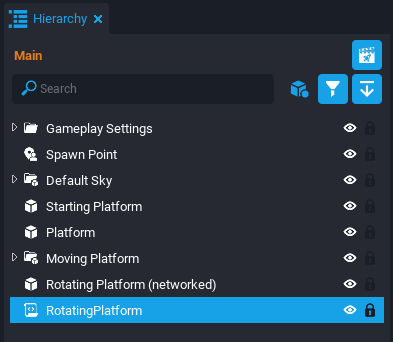 Hierarchy
Main
Search
Gameplay Settings
Spawn Point
Default Sky
Starting Platform
Platform
Moving Platform
Rotating Platform (networked)
RotatingPlatform